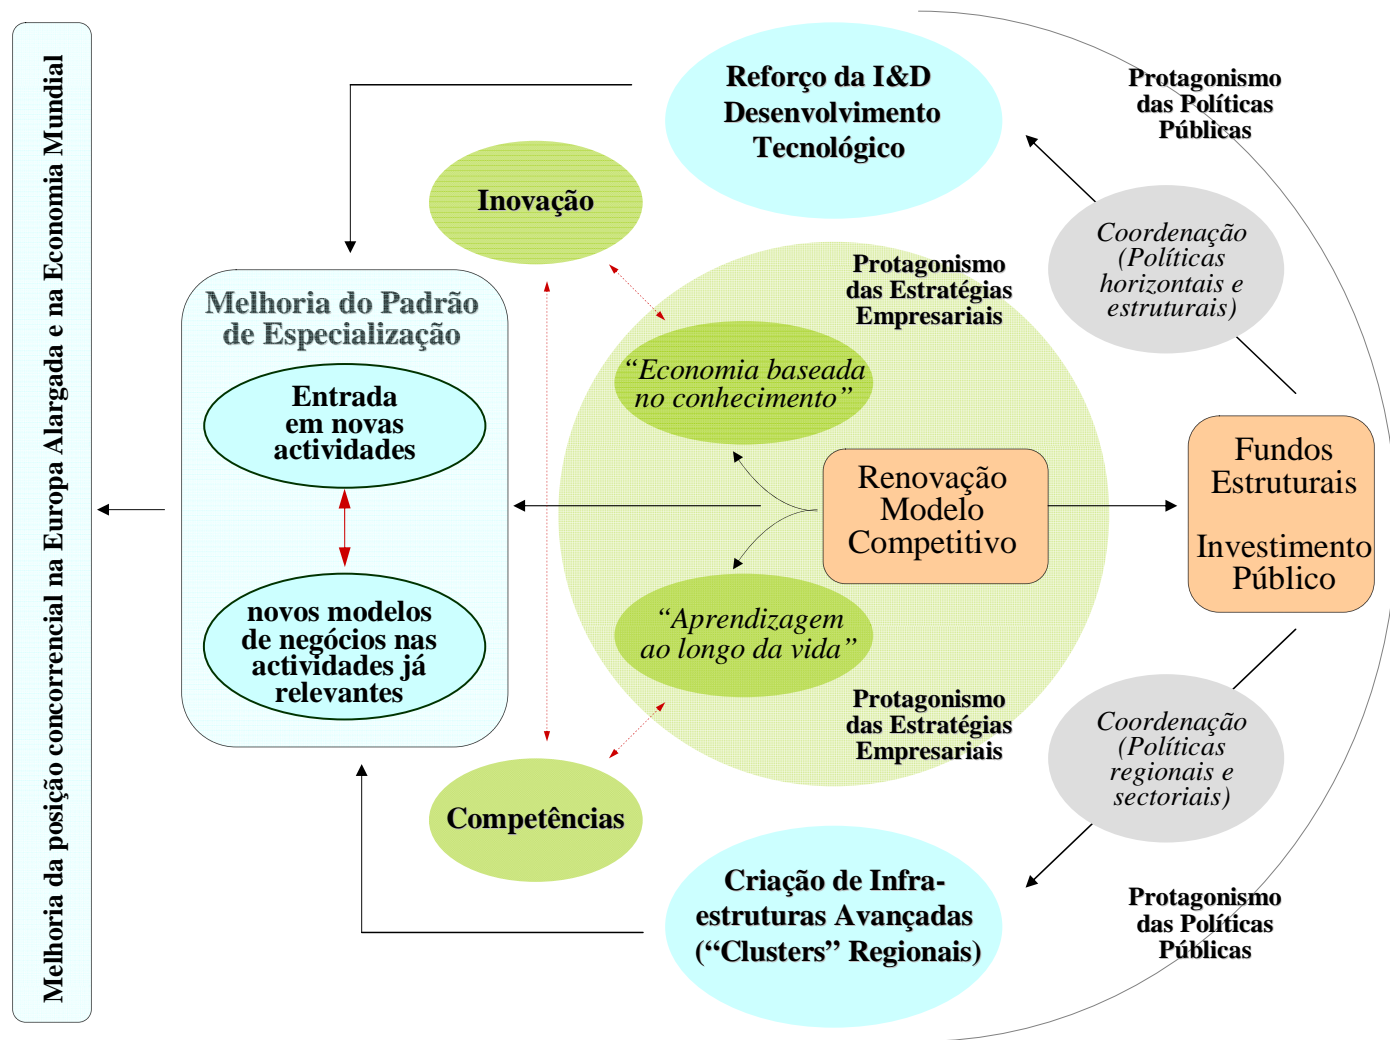 Melhoria da posição concorrencial na Europa Alargada e na Economia Mundial
Reforço da I&D
Desenvolvimento
Tecnológico
Protagonismo
das Políticas
Públicas
Inovação
Coordenação
(Políticas
horizontais e
estruturais)
Protagonismo
das Estratégias
Empresariais
Melhoria do Padrão
de Especialização
“Economia baseada
no conhecimento”
Entrada
em novas
actividades
Renovação
Modelo
Competitivo
Fundos
Estruturais
Investimento
Público
novos modelos
de negócios nas
actividades já
relevantes
“Aprendizagem
ao longo da vida”
Protagonismo
das Estratégias
Empresariais
Coordenação
(Políticas
regionais e
sectoriais)
Competências
Criação de Infra-
estruturas Avançadas
(“Clusters” Regionais)
Protagonismo
das Políticas
Públicas